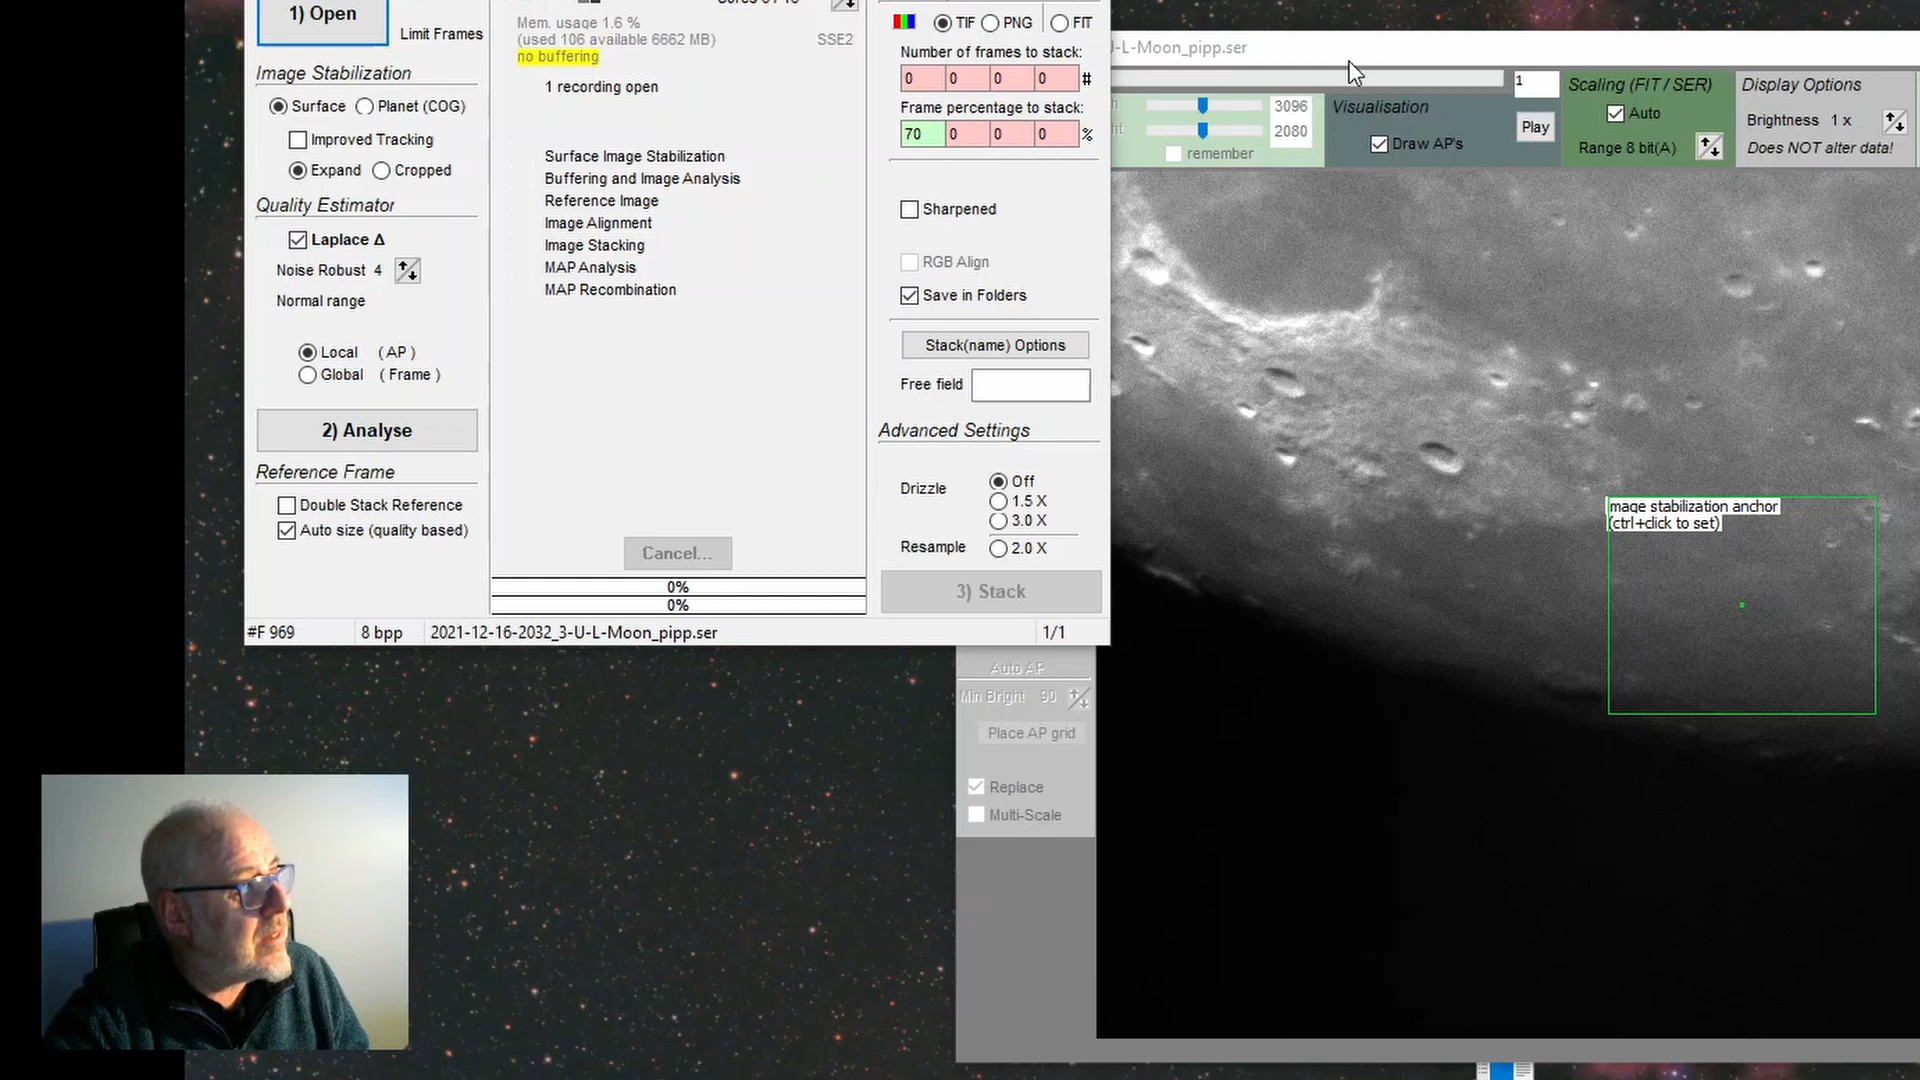 1) Open
Limit Frames
Image Stabilization
Surface
Planet (COG)
Improved Tracking
Expand
Cropped
Quality Estimator
Laplace Δ
Noise Robust 4
Normal range
Local (AP)
Global (Frame)
2) Analyse
Reference Frame
Double Stack Reference
Auto size (quality based)
Mem. usage 1.6 %
(used 106 available 6662 MB)
SSE2
no buffering
1 recording open
Surface Image Stabilization
Buffering and Image Analysis
Reference Image
Image Alignment
Image Stacking
MAP Analysis
MAP Recombination
Cancel...
0%
0%
TIF
PNG
FIT
Number of frames to stack:
0 0 0 0 #
Frame percentage to stack:
70 0 0 0 %
Sharpened
RGB Align
Save in Folders
Stack(name) Options
Free field
Advanced Settings
Drizzle
Off
1.5 X
3.0 X
Resample
2.0 X
3) Stack
#F 969
8 bpp
2021-12-16-2032_3-U-L-Moon_pipp.ser
1/1
U-L-Moon_pipp.ser
3096
2080
remember
Visualisation
Draw AP's
1
Play
Scaling (FIT / SER)
Auto
Range 8 bit(A)
Display Options
Brightness 1 x
Does NOT alter data!
mage stabilization anchor
(ctrl+click to set)
Auto AP
Min Bright 90
Place AP grid
Replace
Multi-Scale